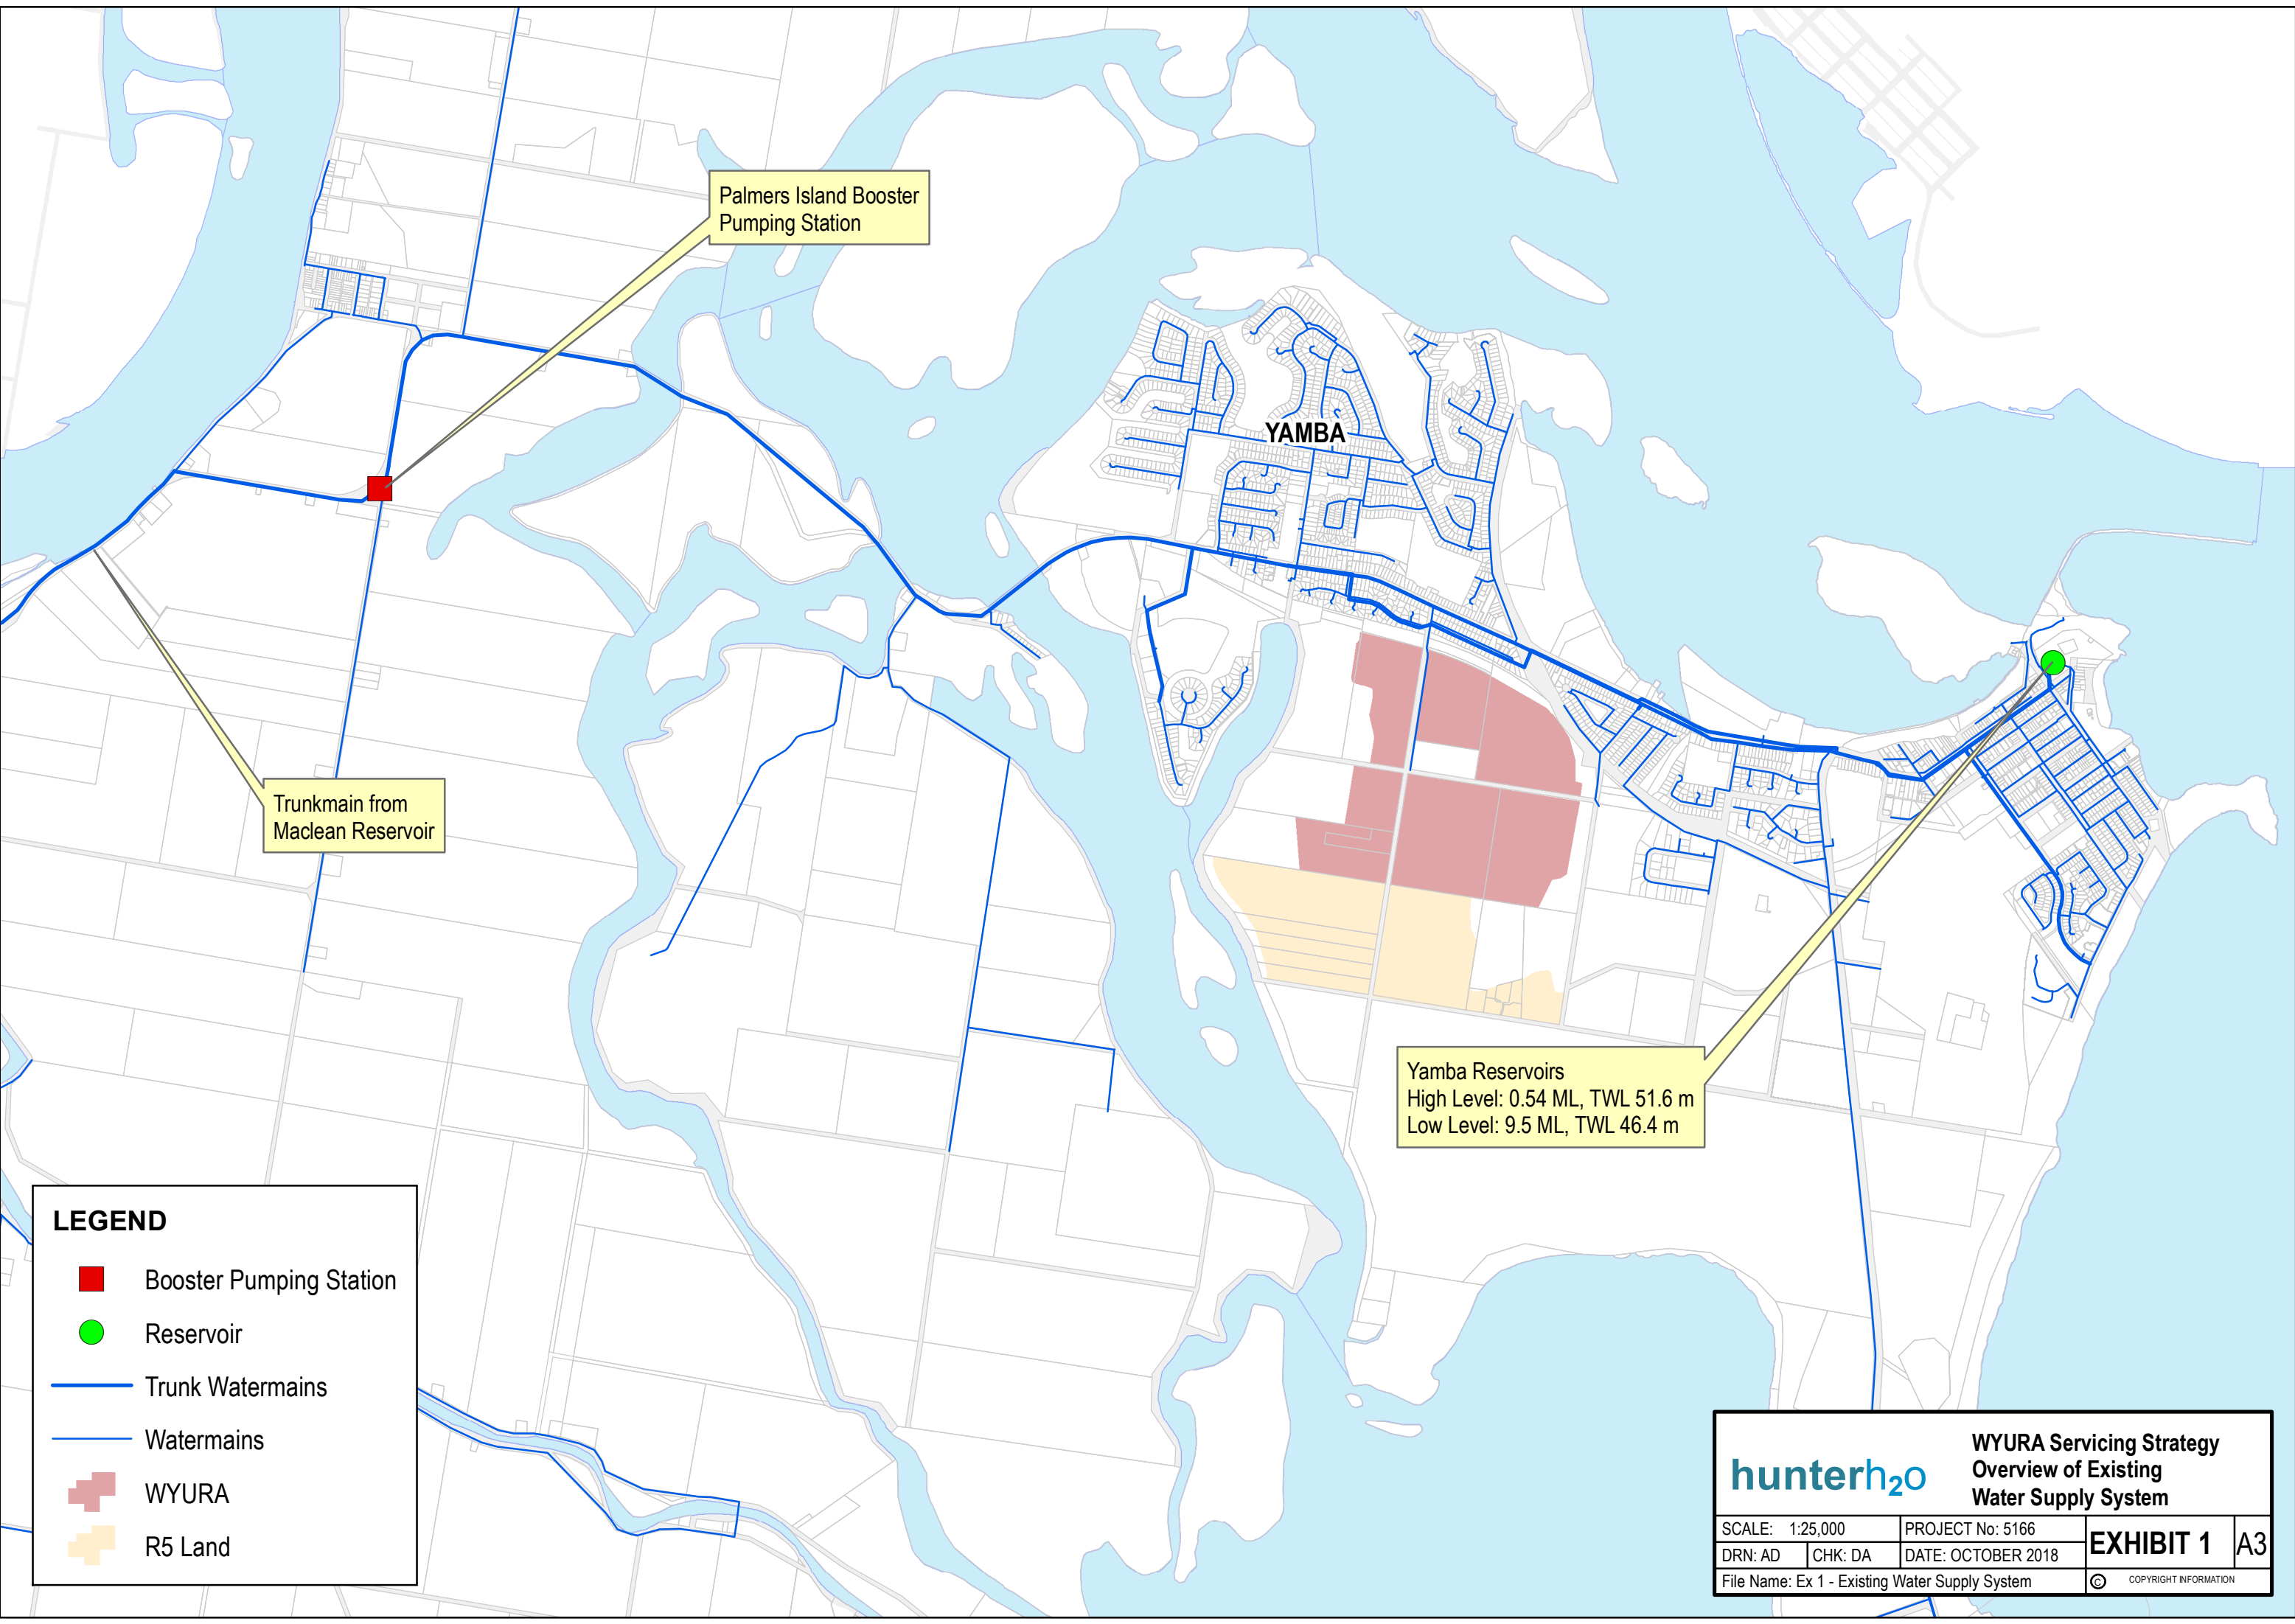 Palmers Island Booster
Pumping Station
YAMBA
Trunkmain from
Maclean Reservoir
Yamba Reservoirs
High Level: 0.54 ML, TWL 51.6 m
Low Level: 9.5 ML, TWL 46.4 m
LEGEND
Booster Pumping Station
Reservoir
Trunk Watermains
Watermains
WYURA
R5 Land
hunterh2o
WYURA Servicing Strategy
Overview of Existing
Water Supply System
SCALE: 1:25,000
PROJECT No: 5166
EXHIBIT 1
A3
DRN: AD
CHK: DA
DATE: OCTOBER 2018
File Name: Ex 1 - Existing Water Supply System
© COPYRIGHT INFORMATION